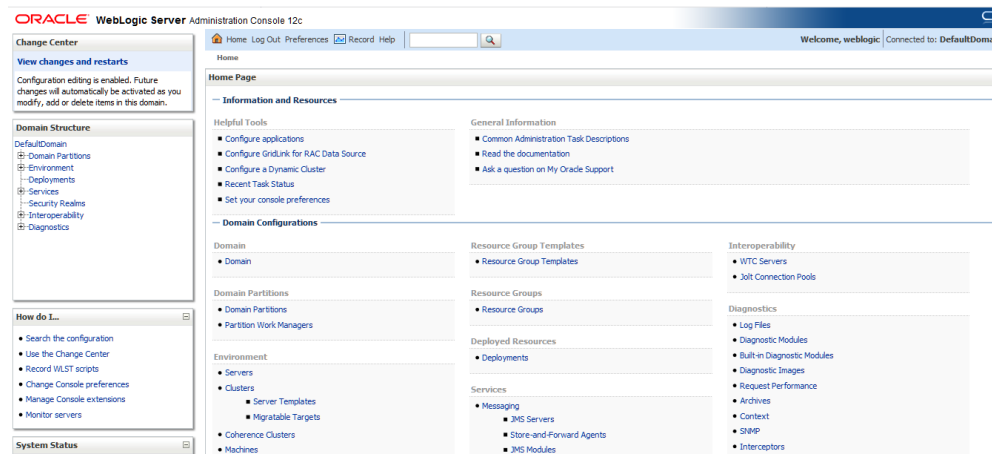 ORACLE WebLogic Server Administration Console 12c
Change Center
View changes and restarts
Configuration editing is enabled. Future
changes will automatically be activated as you
modify, add or delete items in this domain.
Domain Structure
DefaultDomain
Domain Partitions
Environment
Deployments
Services
Security Realms
Interoperability
Diagnostics
How do I...
Search the configuration
Use the Change Center
Record WLST scripts
Change Console preferences
Manage Console extensions
Monitor servers
System Status
Home Log Out Preferences Record Help
Welcome, weblogic Connected to: DefaultDoma
Home
Home Page
Information and Resources
Helpful Tools
Configure applications
Configure GridLink for RAC Data Source
Configure a Dynamic Cluster
Recent Task Status
Set your console preferences
General Information
Common Administration Task Descriptions
Read the documentation
Ask a question on My Oracle Support
Domain Configurations
Domain
Domain
Domain Partitions
Domain Partitions
Partition Work Managers
Environment
Servers
Clusters
Server Templates
Migratable Targets
Coherence Clusters
Machines
Resource Group Templates
Resource Group Templates
Resource Groups
Resource Groups
Deployed Resources
Deployments
Services
Messaging
JMS Servers
Store-and-Forward Agents
JMS Modules
Interoperability
WTC Servers
Jolt Connection Pools
Diagnostics
Log Files
Diagnostic Modules
Built-in Diagnostic Modules
Diagnostic Images
Request Performance
Archives
Context
SNMP
Interceptors